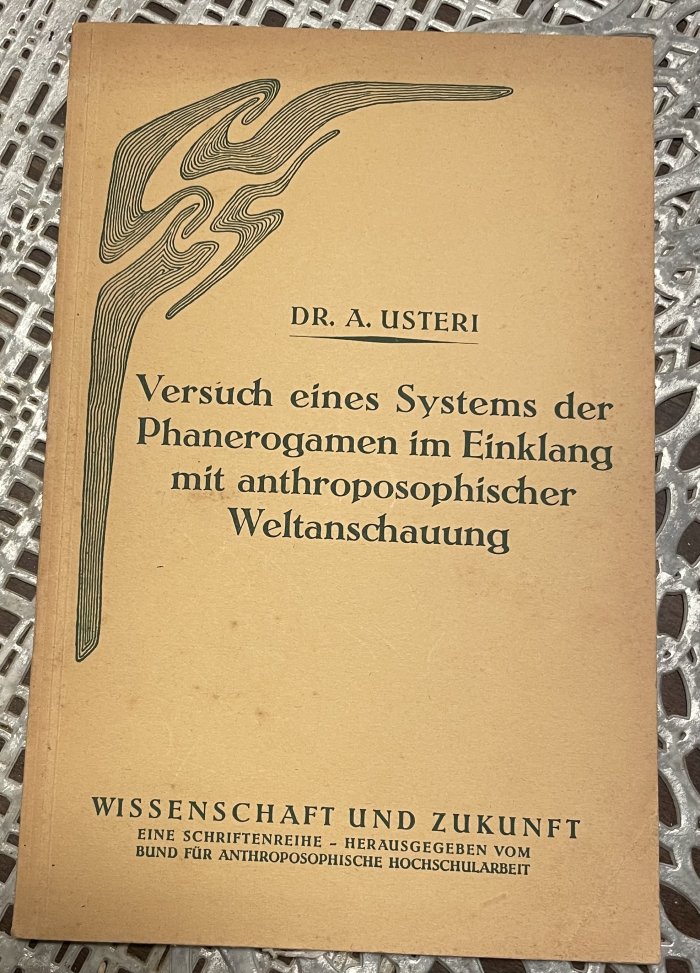 DR. A. USTERI
Versuch eines Systems der
Phanerogamen im Einklang
mit anthroposophischer
Weltanschauung
WISSENSCHAFT UND ZUKUNFT
EINE SCHRIFTENREIHE – HERAUSGEGEBEN VOM
BUND FÜR ANTHROPOSOPHISCHE HOCHSCHULARBEIT